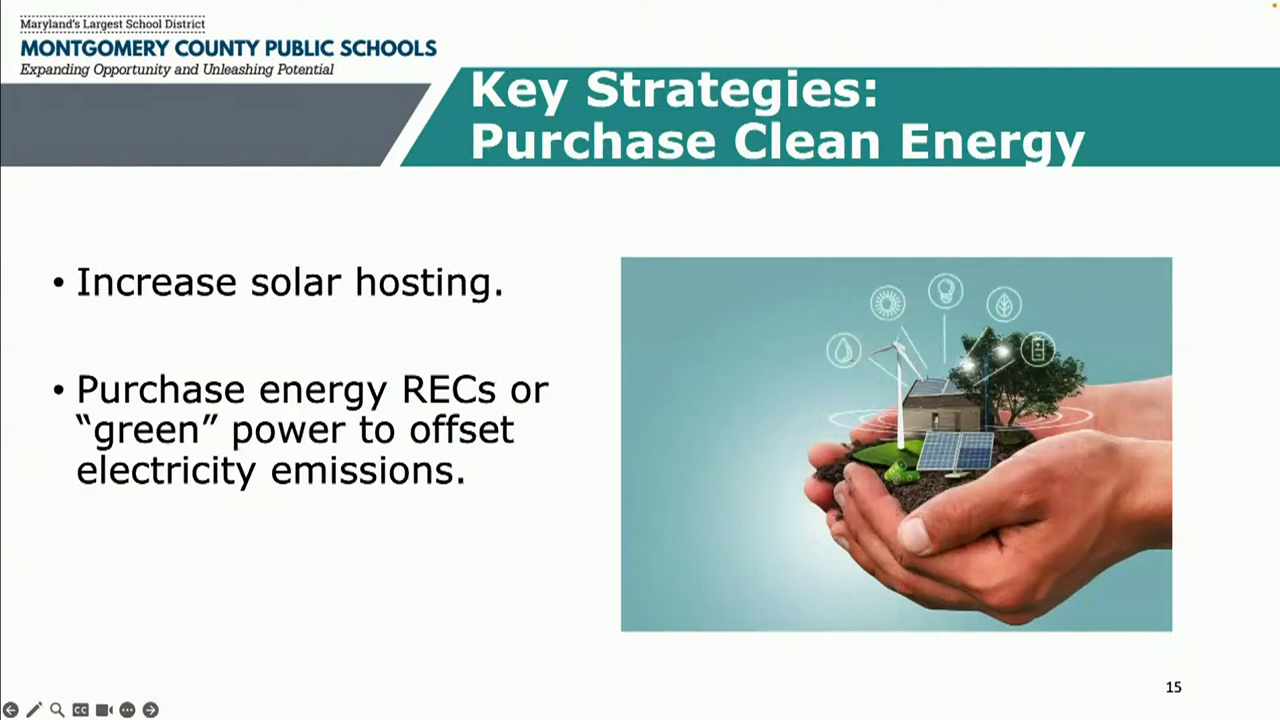 Maryland's Largest School District
MONTGOMERY COUNTY PUBLIC SCHOOLS
Expanding Opportunity and Unleashing Potential
Key Strategies:
Purchase Clean Energy
• Increase solar hosting.
• Purchase energy RECs or
“green” power to offset
electricity emissions.
15
CC